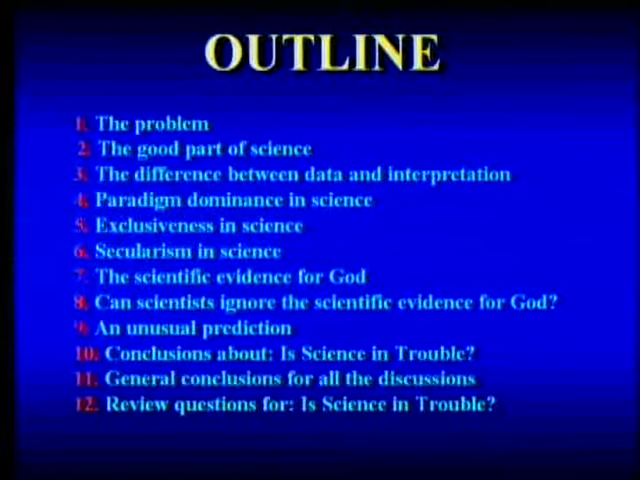 OUTLINE
1. The problem
2. The good part of science
3. The difference between data and interpretation
4. Paradigm dominance in science
5. Exclusiveness in science
6. Secularism in science
7. The scientific evidence for God
8. Can scientists ignore the scientific evidence for God?
9. An unusual prediction
10. Conclusions about: Is Science in Trouble?
11. General conclusions for all the discussions
12. Review questions for: Is Science in Trouble?